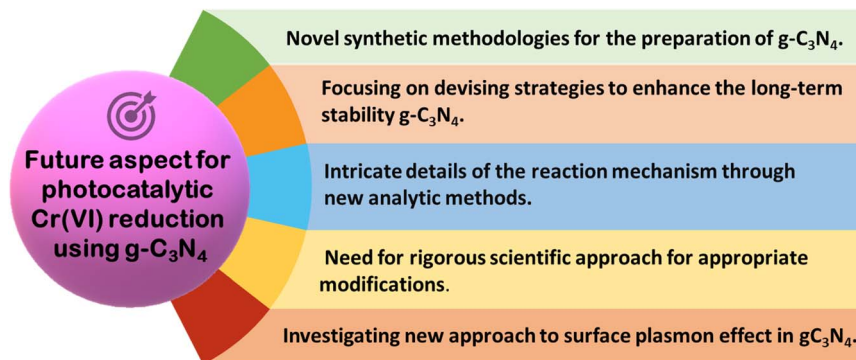 Future aspect for
photocatalytic
Cr(VI) reduction
using g-C₃N₄
Novel synthetic methodologies for the preparation of g-C₃N₄.
Focusing on devising strategies to enhance the long-term
stability g-C₃N₄.
Intricate details of the reaction mechanism through
new analytic methods.
Need for rigorous scientific approach for appropriate
modifications.
Investigating new approach to surface plasmon effect in gC₃N₄.